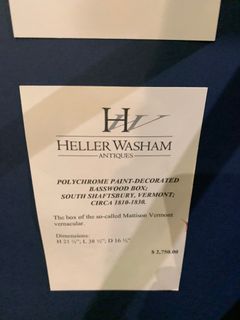 HW
HELLER WASHAM
ANTIQUES
POLYCHROME PAINT-DECORATED
BASSWOOD BOX;
SOUTH SHAFTSBURY, VERMONT;
CIRCA 1810-1830.
The box of the so-called Mattison Vermont
vernacular.
Dimensions:
H 21 ¼", L 38 ½", D 16 ½"
$ 2,750.00